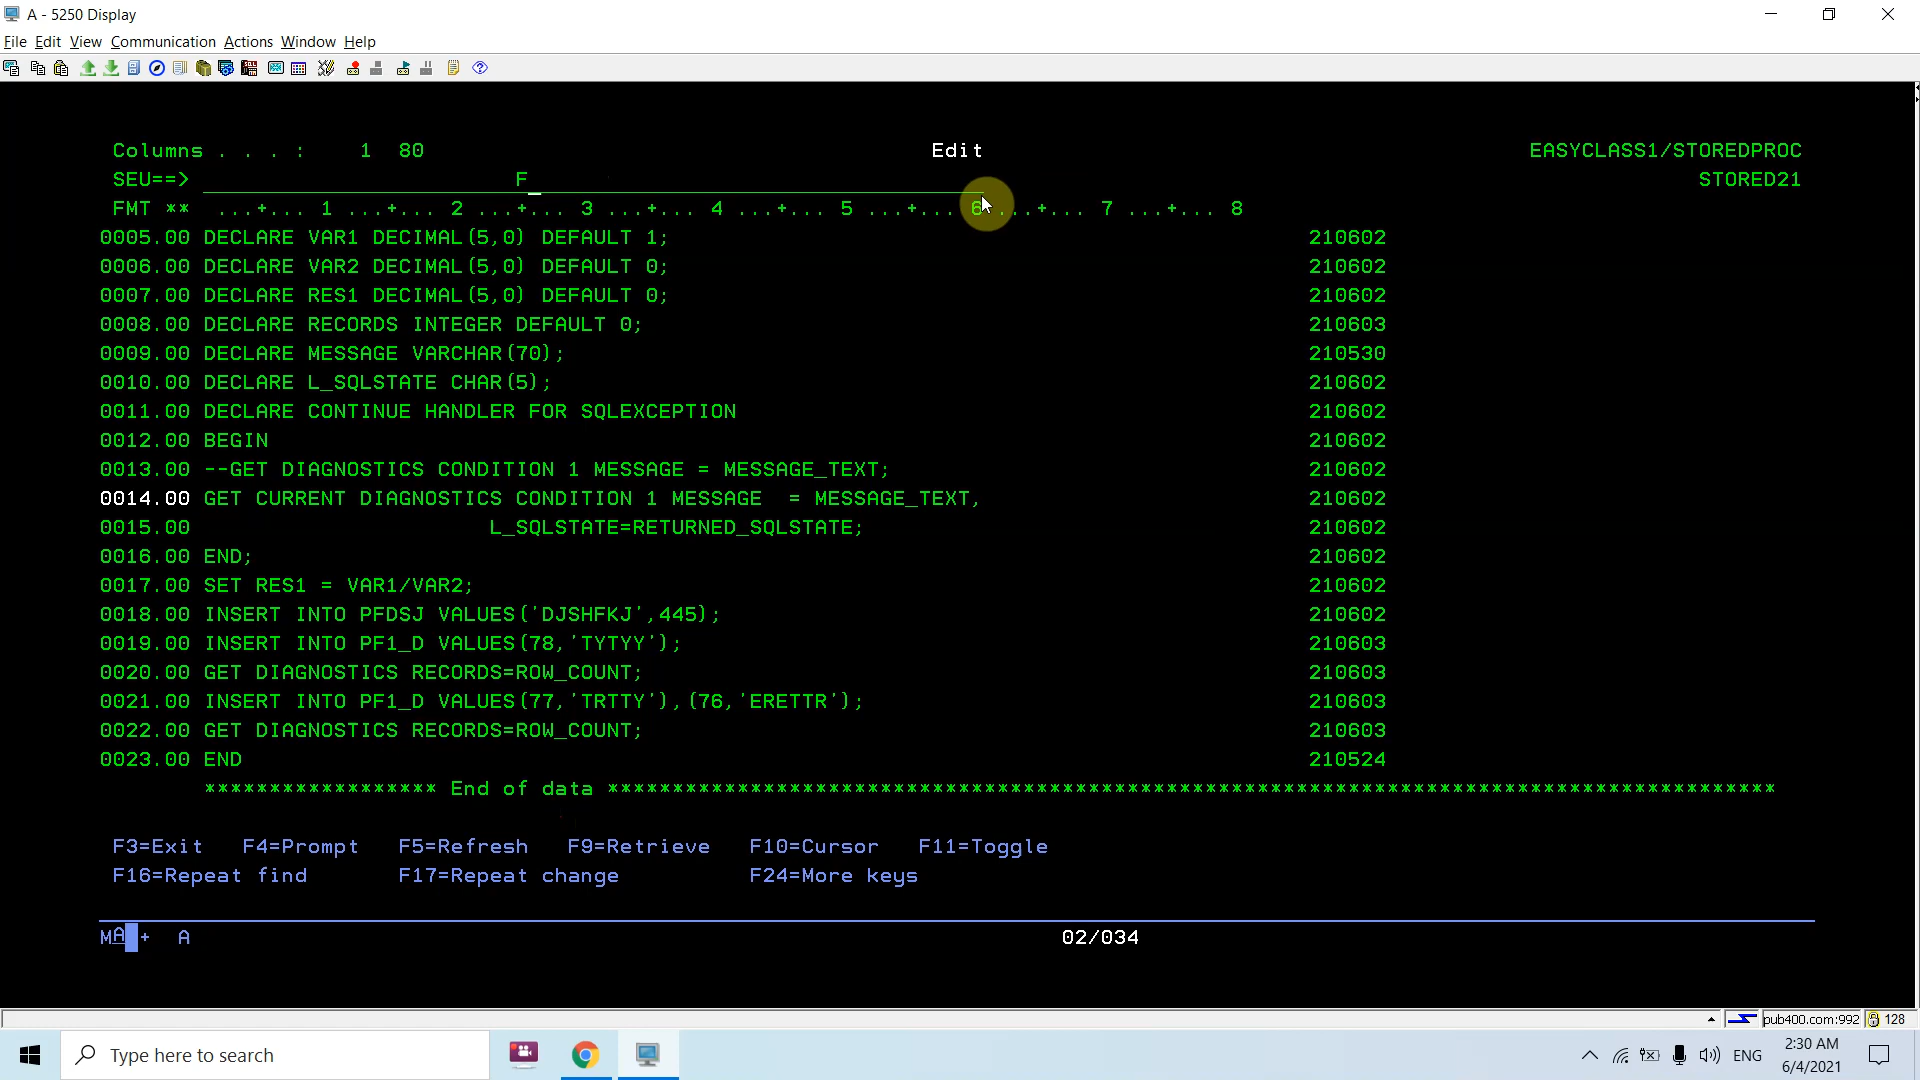 A - 5250 Display
File Edit View Communication Actions Window Help
Columns . . . : 1 80 Edit EASYCLASS1/STOREDPROC
SEU==> F_ STORED21
FMT ** ...+... 1 ...+... 2 ...+... 3 ...+... 4 ...+... 5 ...+... 6 ...+... 7 ...+... 8
0005.00 DECLARE VAR1 DECIMAL(5,0) DEFAULT 1; 210602
0006.00 DECLARE VAR2 DECIMAL(5,0) DEFAULT 0; 210602
0007.00 DECLARE RES1 DECIMAL(5,0) DEFAULT 0; 210602
0008.00 DECLARE RECORDS INTEGER DEFAULT 0; 210603
0009.00 DECLARE MESSAGE VARCHAR(70); 210530
0010.00 DECLARE L_SQLSTATE CHAR(5); 210602
0011.00 DECLARE CONTINUE HANDLER FOR SQLEXCEPTION 210602
0012.00 BEGIN 210602
0013.00 --GET DIAGNOSTICS CONDITION 1 MESSAGE = MESSAGE_TEXT; 210602
0014.00 GET CURRENT DIAGNOSTICS CONDITION 1 MESSAGE = MESSAGE_TEXT, 210602
0015.00 L_SQLSTATE=RETURNED_SQLSTATE; 210602
0016.00 END; 210602
0017.00 SET RES1 = VAR1/VAR2; 210602
0018.00 INSERT INTO PFDSJ VALUES('DJSHFKJ',445); 210602
0019.00 INSERT INTO PF1_D VALUES(78,'TYTYY'); 210603
0020.00 GET DIAGNOSTICS RECORDS=ROW_COUNT; 210603
0021.00 INSERT INTO PF1_D VALUES(77,'TRTTY'),(76,'ERETTR'); 210603
0022.00 GET DIAGNOSTICS RECORDS=ROW_COUNT; 210603
0023.00 END 210524
****************** End of data ******************************************************************************************
F3=Exit F4=Prompt F5=Refresh F9=Retrieve F10=Cursor F11=Toggle
F16=Repeat find F17=Repeat change F24=More keys
MA + A 02/034
pub400.com:992 128
Type here to search ENG 2:30 AM
6/4/2021